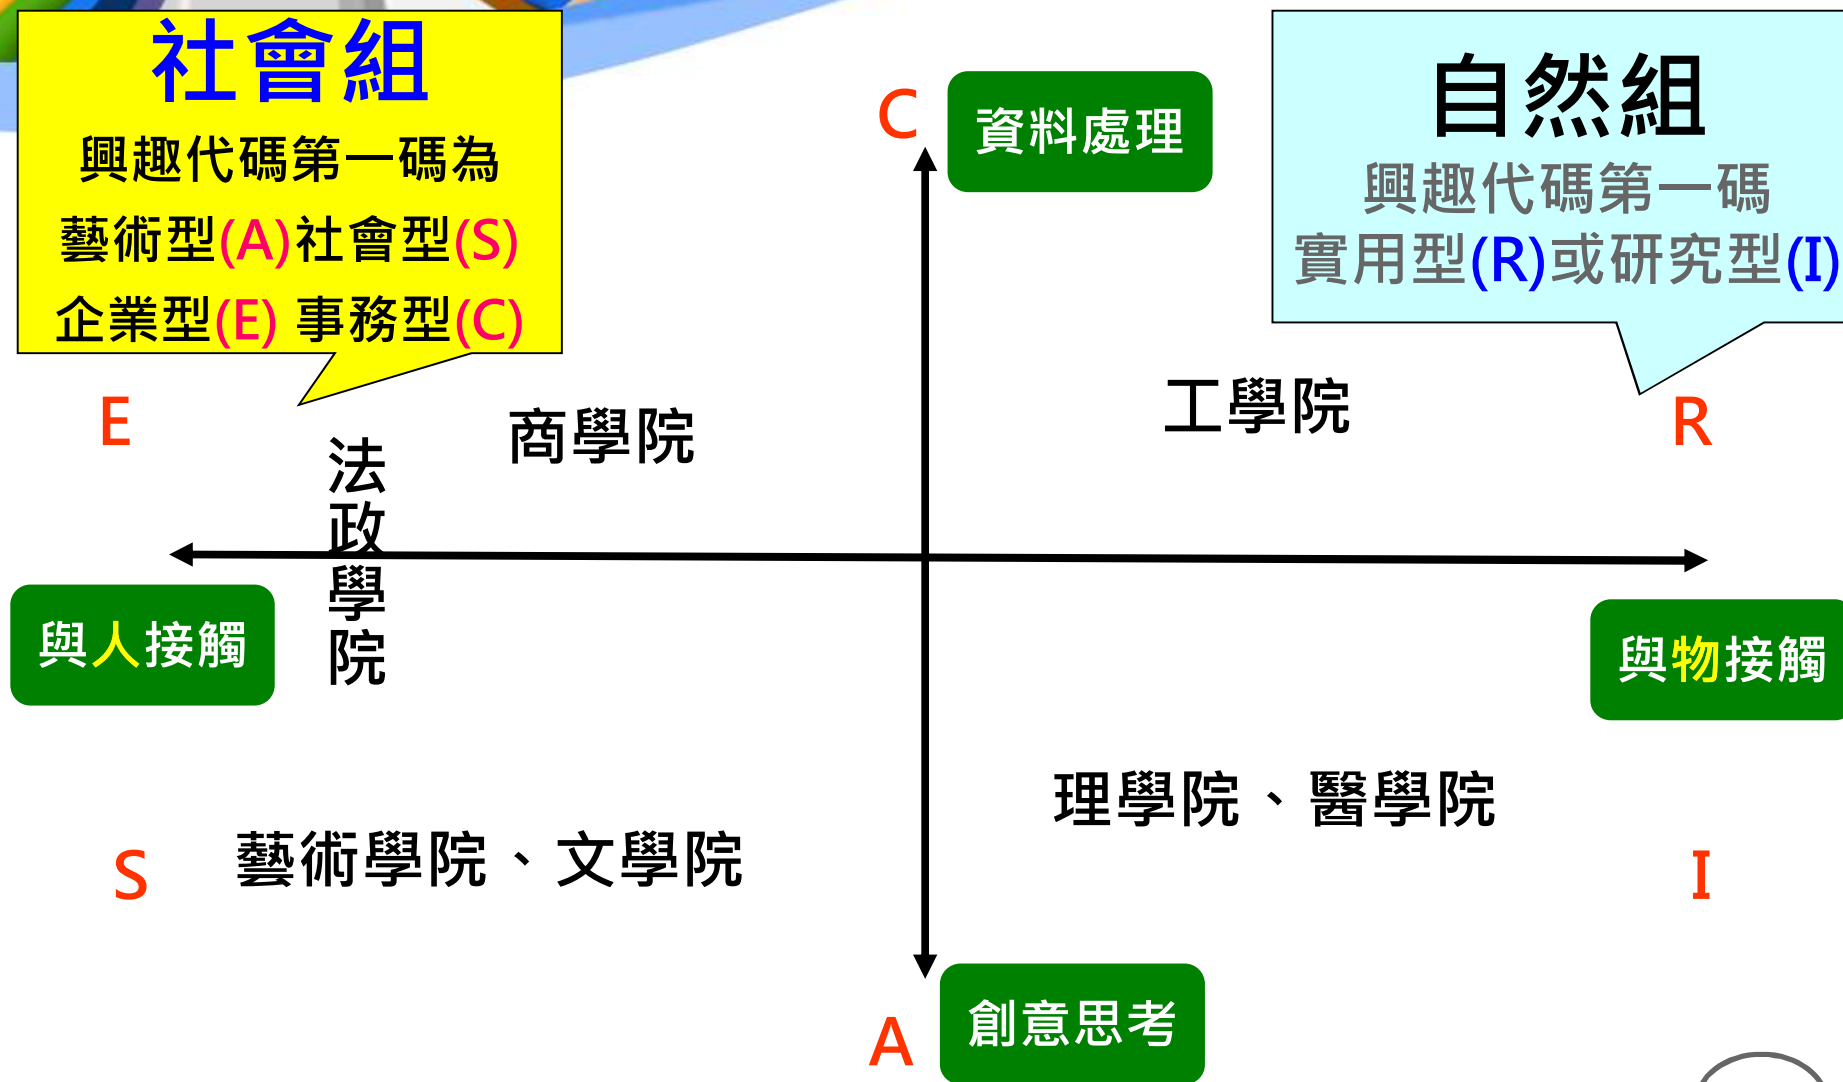 社會組
興趣代碼第一碼為
藝術型(A)社會型(S)
企業型(E) 事務型(C)
自然組
興趣代碼第一碼
實用型(R)或研究型(I)
C
資料處理
E
商學院
工學院
R
法政學院
與人接觸
與物接觸
S
藝術學院、文學院
理學院、醫學院
I
A
創意思考